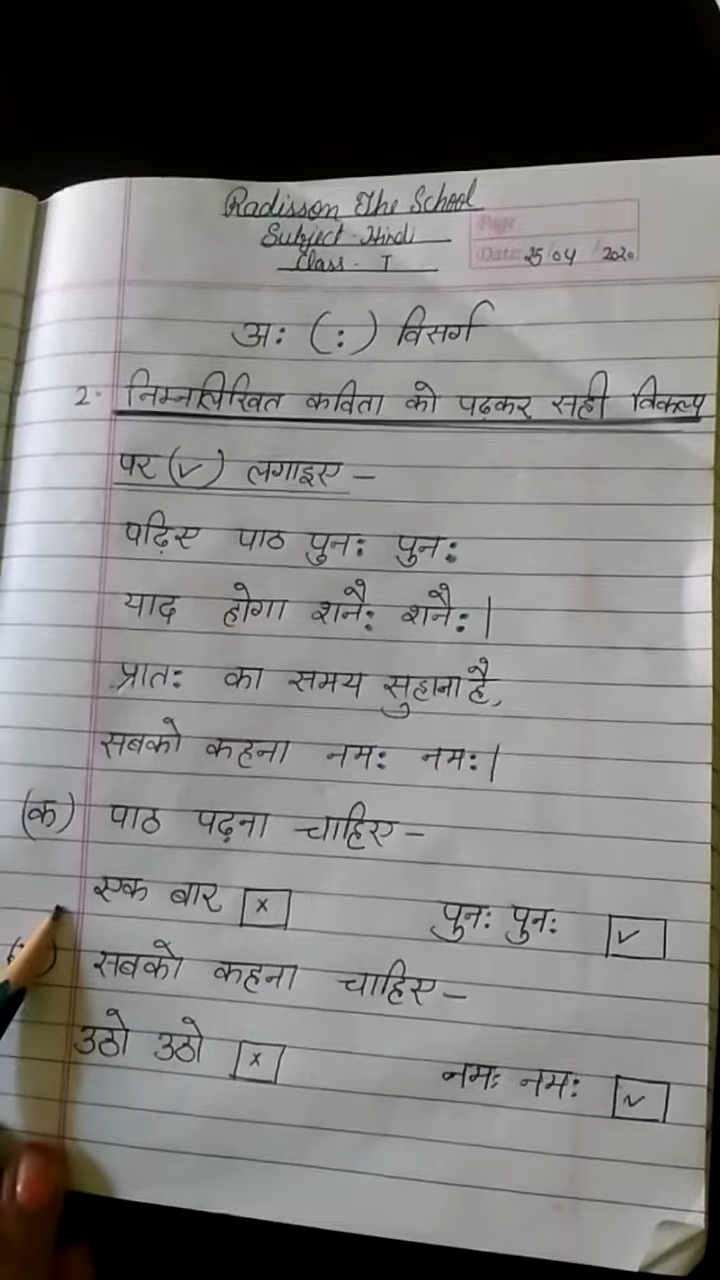 Radisson The School
Subject - Hindi
Class - I
Page
Date 25/04/2020
अः (ः) विसर्ग
2. निम्नलिखित कविता को पढ़कर सही विकल्प
पर (✓) लगाइए –
पढ़िए पाठ पुनः पुनः
याद होगा शनैः शनैः।
प्रातः का समय सुहाना है,
सबको कहना नमः नमः।
(क) पाठ पढ़ना चाहिए –
एक बार [x] पुनः पुनः [✓]
सबको कहना चाहिए –
उठो उठो [x] नमः नमः [✓]